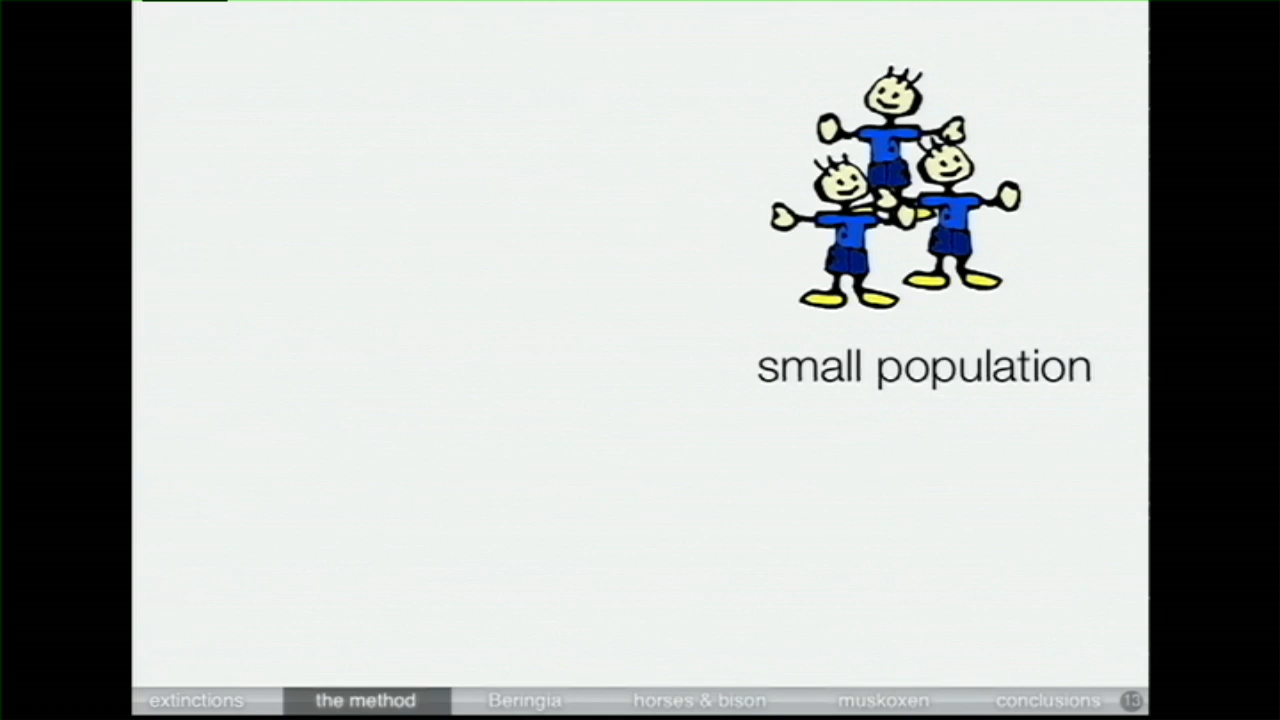 small population
extinctions the method Beringia horses & bison muskoxen conclusions 13